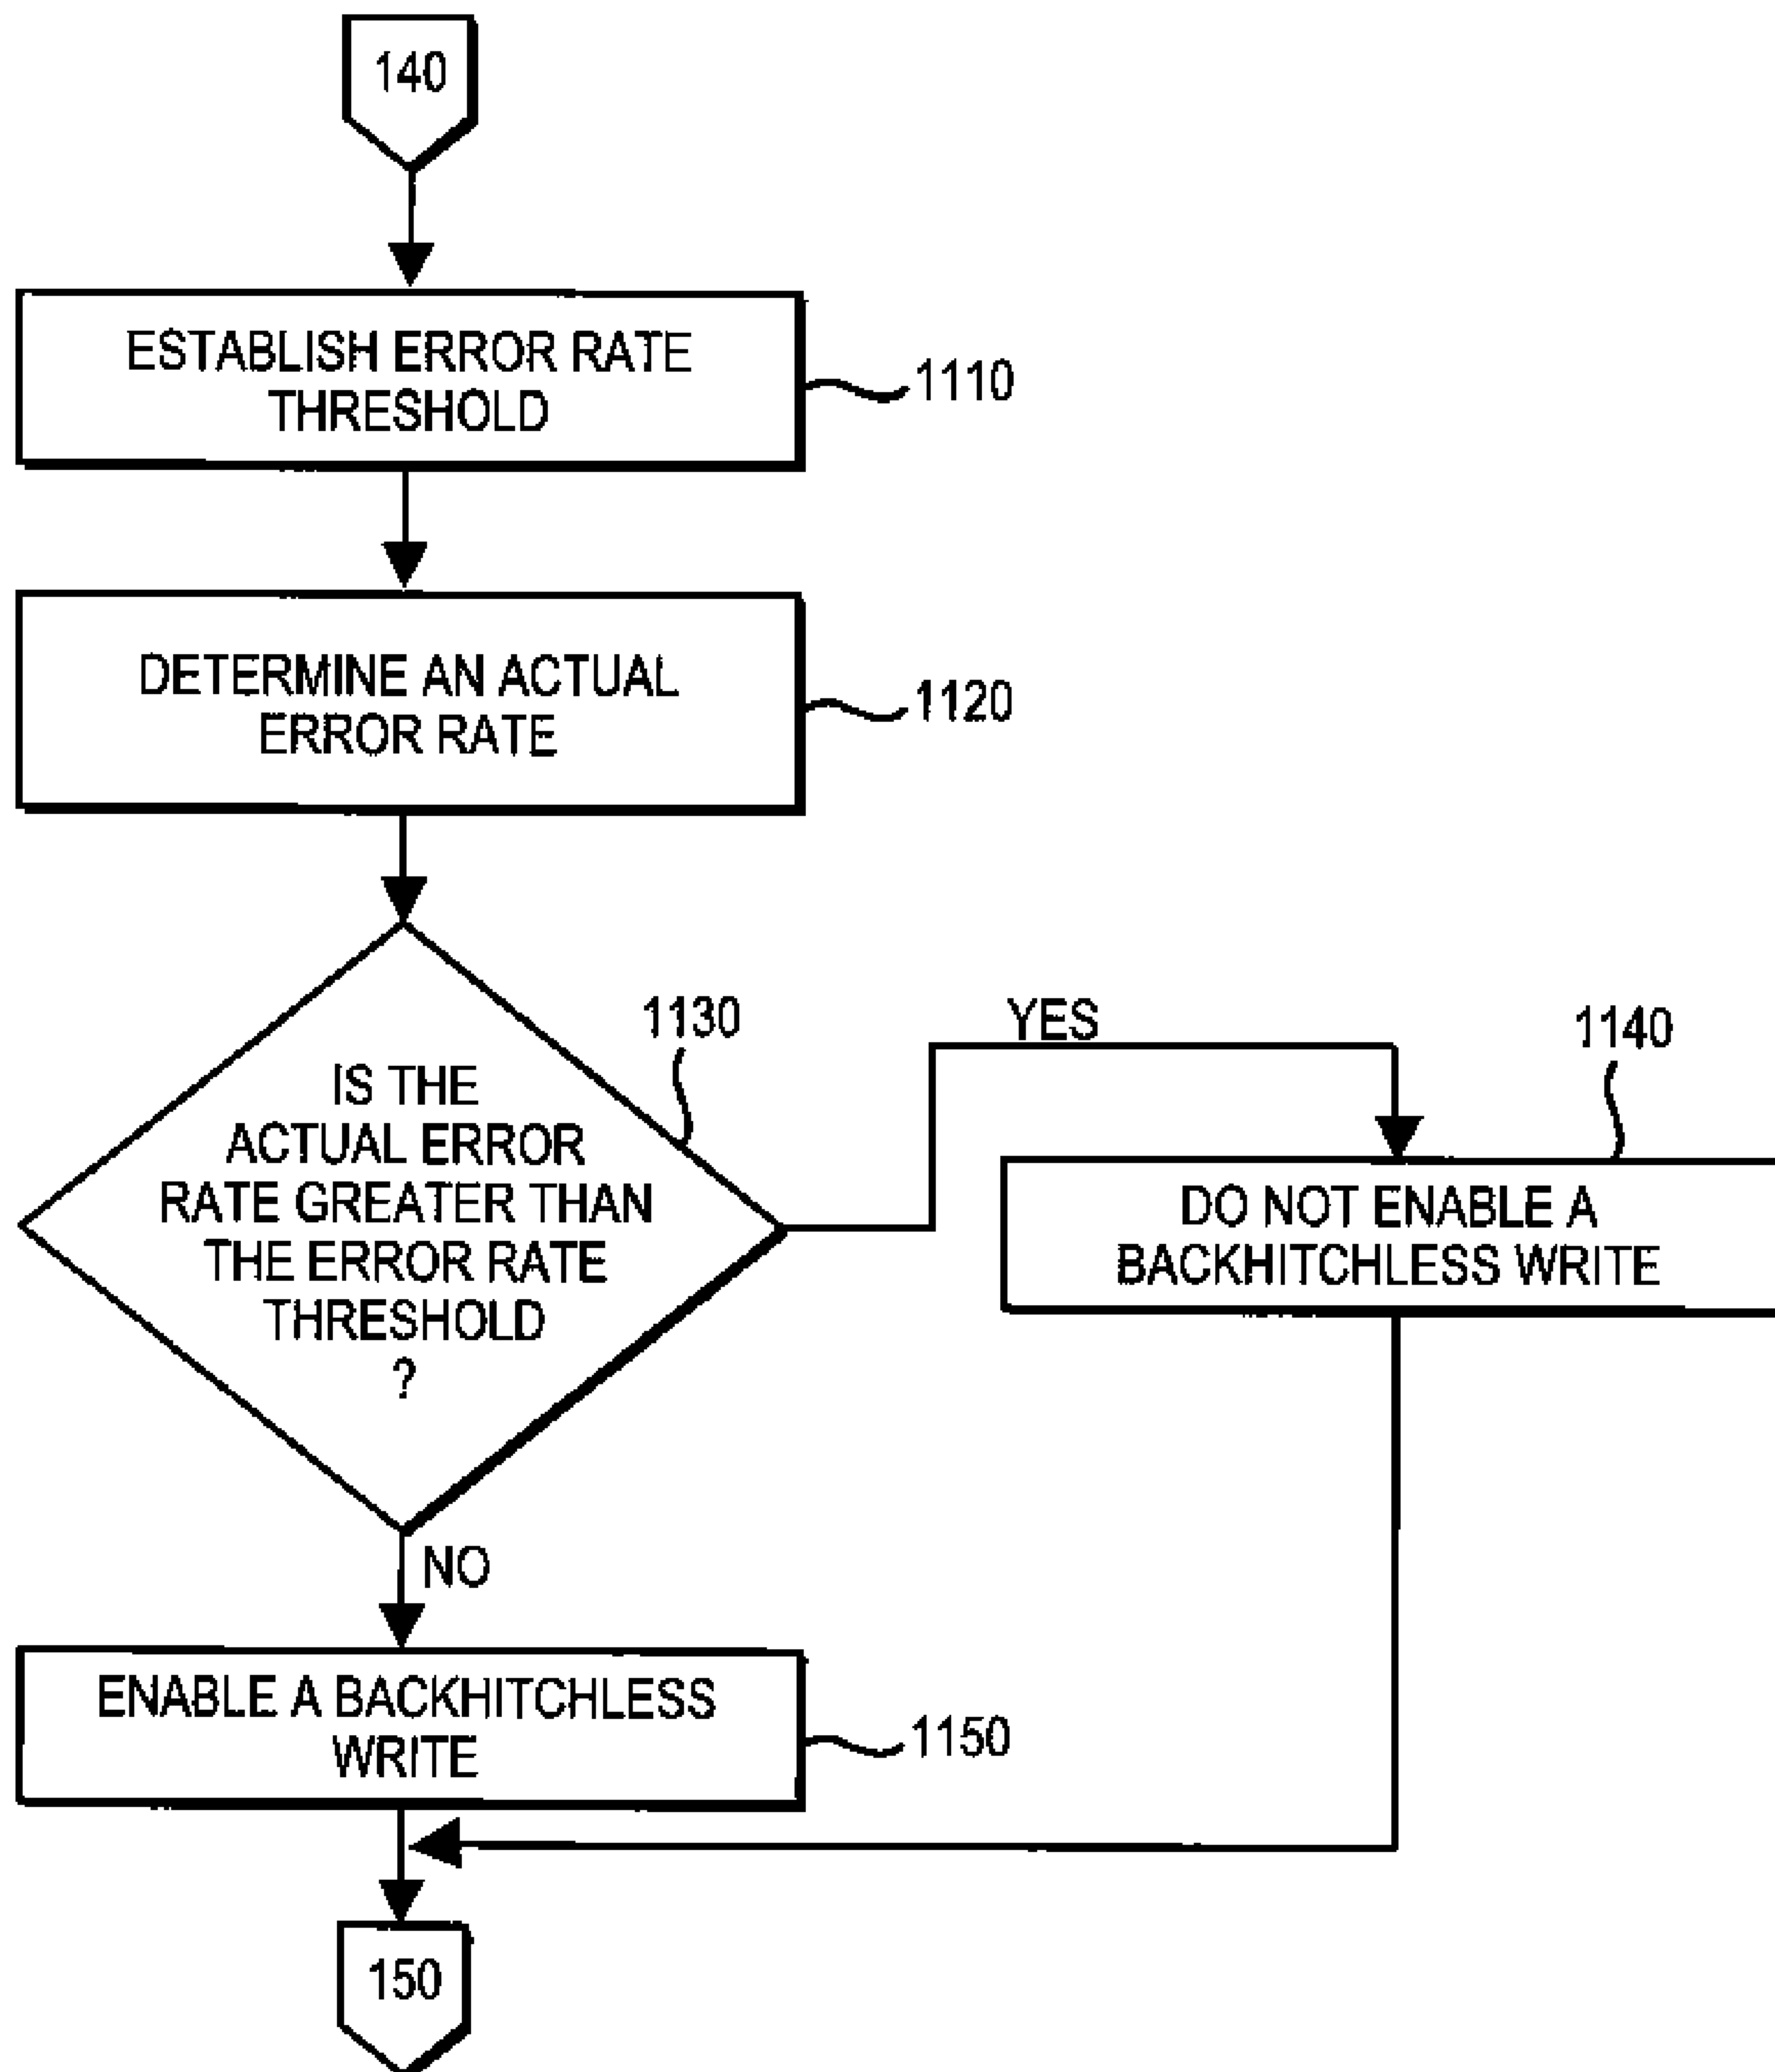 140
ESTABLISH ERROR RATE
THRESHOLD
1110
DETERMINE AN ACTUAL
ERROR RATE
1120
1130
IS THE
ACTUAL ERROR
RATE GREATER THAN
THE ERROR RATE
THRESHOLD
?
YES
1140
DO NOT ENABLE A
BACKHITCHLESS WRITE
NO
ENABLE A BACKHITCHLESS
WRITE
1150
150